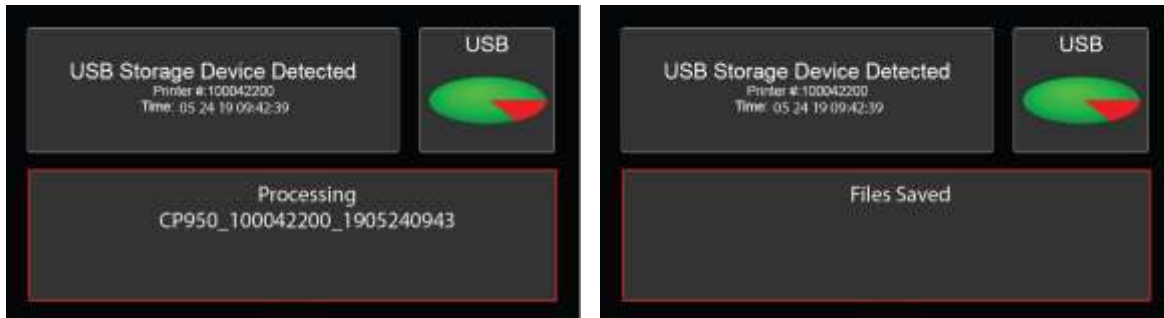 USB Storage Device Detected
Printer #:100042200
Time: 05 24 19 09:42:39
USB
Processing
CP950_100042200_1905240943
USB Storage Device Detected
Printer #:100042200
Time: 05 24 19 09:42:39
USB
Files Saved